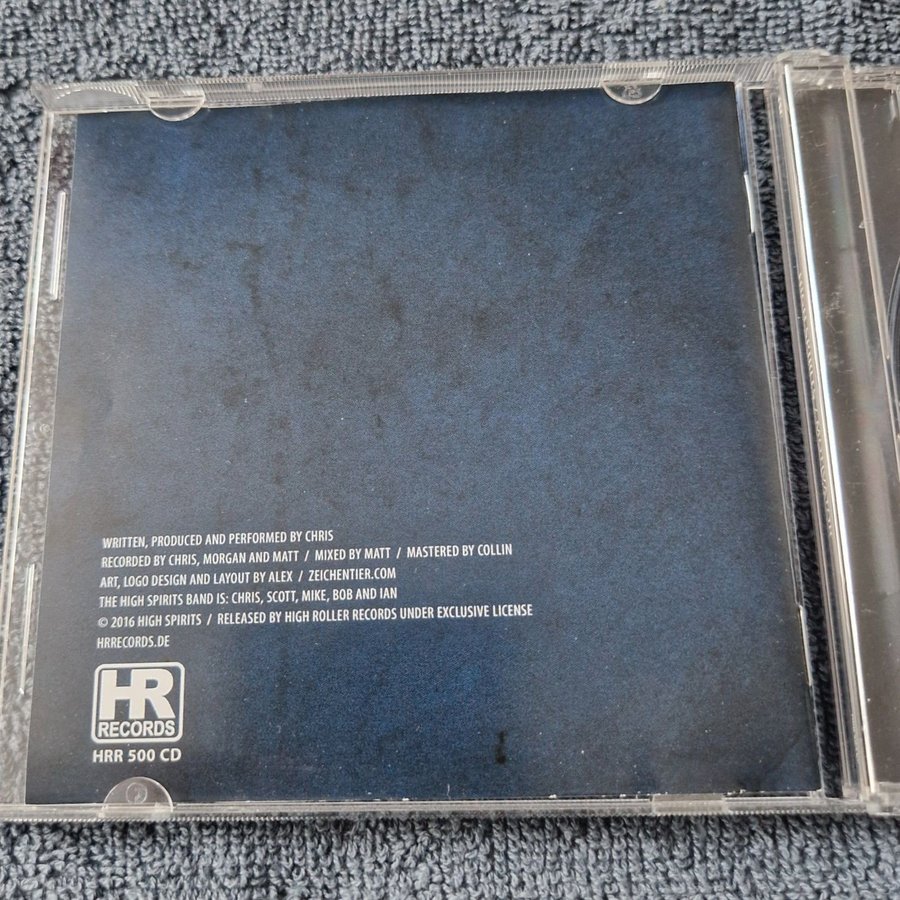 WRITTEN, PRODUCED AND PERFORMED BY CHRIS
RECORDED BY CHRIS, MORGAN AND MATT / MIXED BY MATT / MASTERED BY COLLIN
ART, LOGO DESIGN AND LAYOUT BY ALEX / ZEICHENTIER.COM
THE HIGH SPIRITS BAND IS: CHRIS, SCOTT, MIKE, BOB AND IAN
© 2016 HIGH SPIRITS / RELEASED BY HIGH ROLLER RECORDS UNDER EXCLUSIVE LICENSE
HRRECORDS.DE
HR
RECORDS
HRR 500 CD